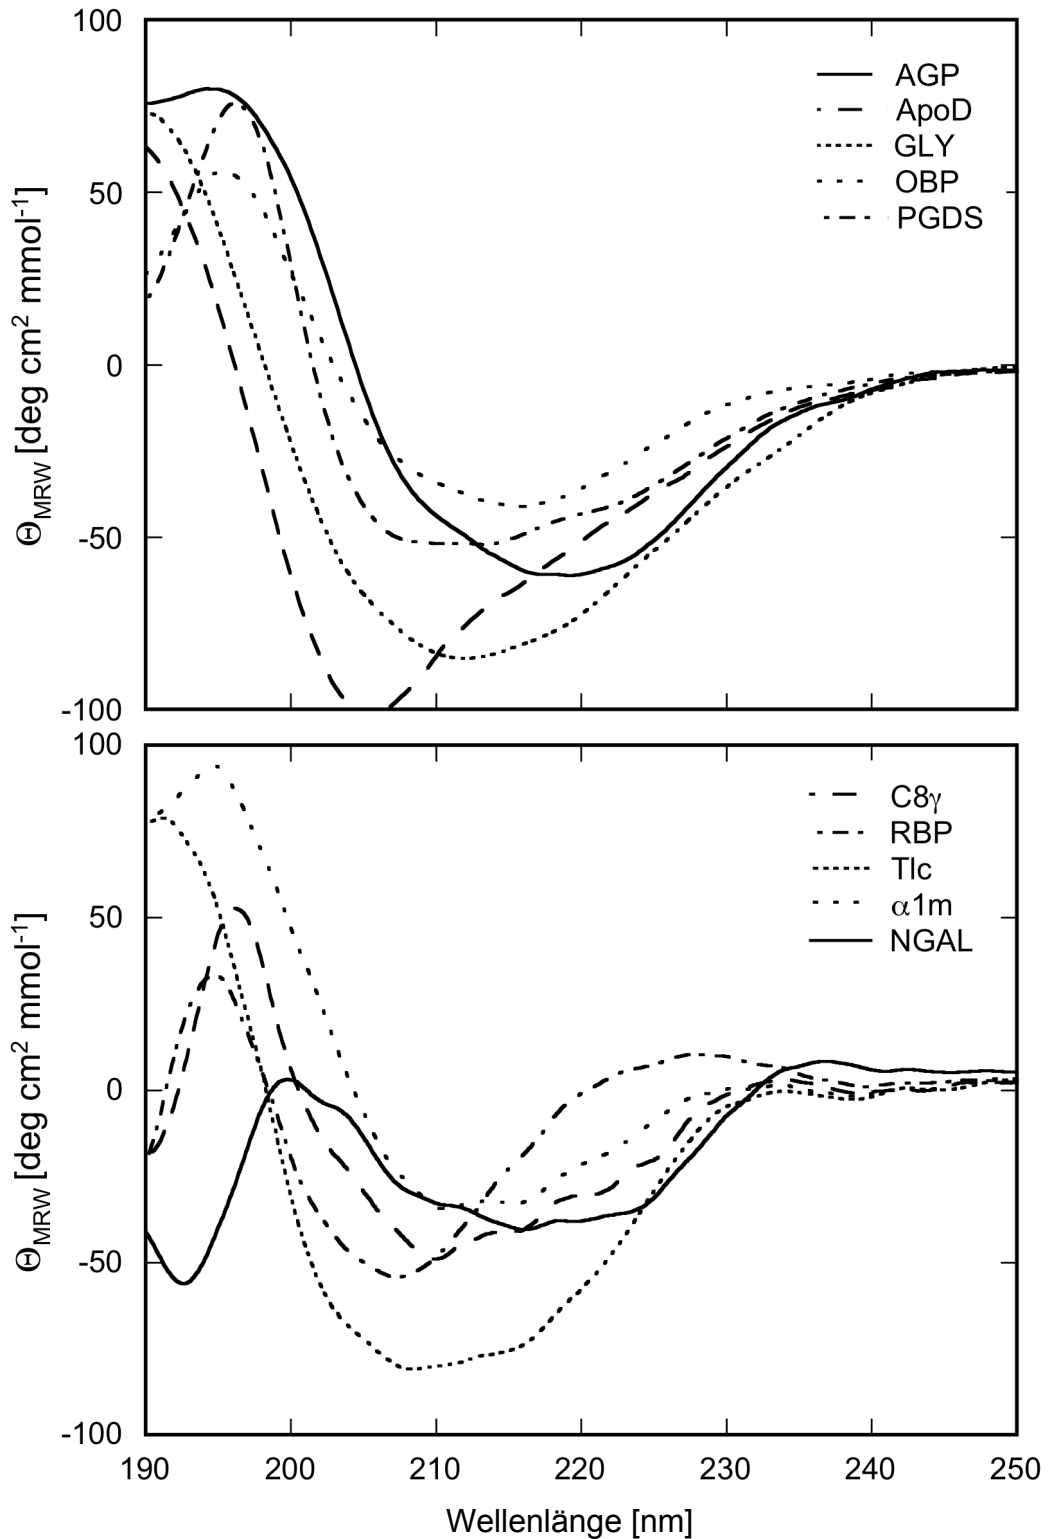 100
50
0
-50
-100
Θ_MRW [deg cm² mmol⁻¹]
AGP
ApoD
GLY
OBP
PGDS
100
50
0
-50
-100
Θ_MRW [deg cm² mmol⁻¹]
C8γ
RBP
Tlc
α1m
NGAL
190 200 210 220 230 240 250
Wellenlänge [nm]